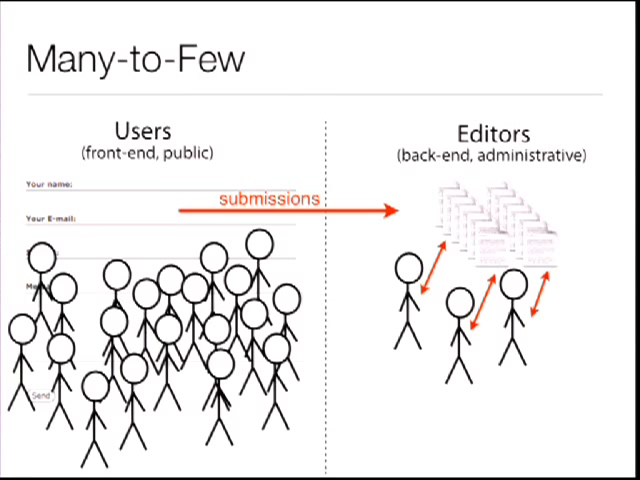 Many-to-Few
Users
(front-end, public)
Editors
(back-end, administrative)
Your name:
submissions
Your E-mail:
Send